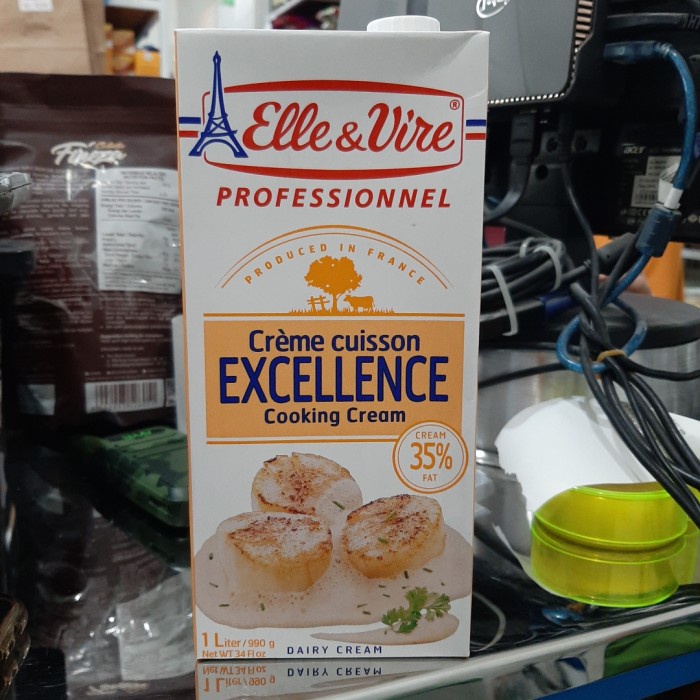 Elle & Vire®
PROFESSIONNEL
PRODUCED IN FRANCE
Crème cuisson
EXCELLENCE
Cooking Cream
CREAM
35%
FAT
1 Liter / 990 g
Net WT 34 Fl oz
DAIRY CREAM
acer